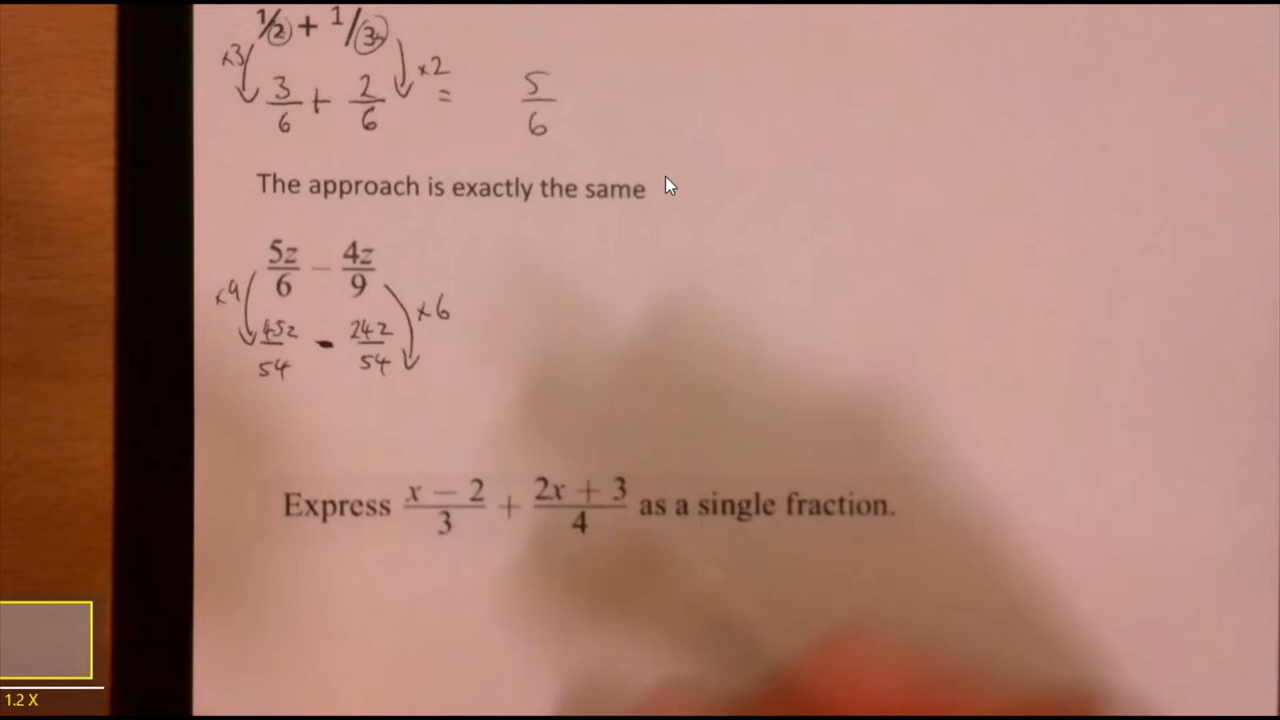 1/2 + 1/3
×3 ×2
3/6 + 2/6 = 5/6
The approach is exactly the same
5z/6 − 4z/9
×9 ×6
45z/54 - 24z/54
Express x − 2/3 + 2x + 3/4 as a single fraction.
1.2 X